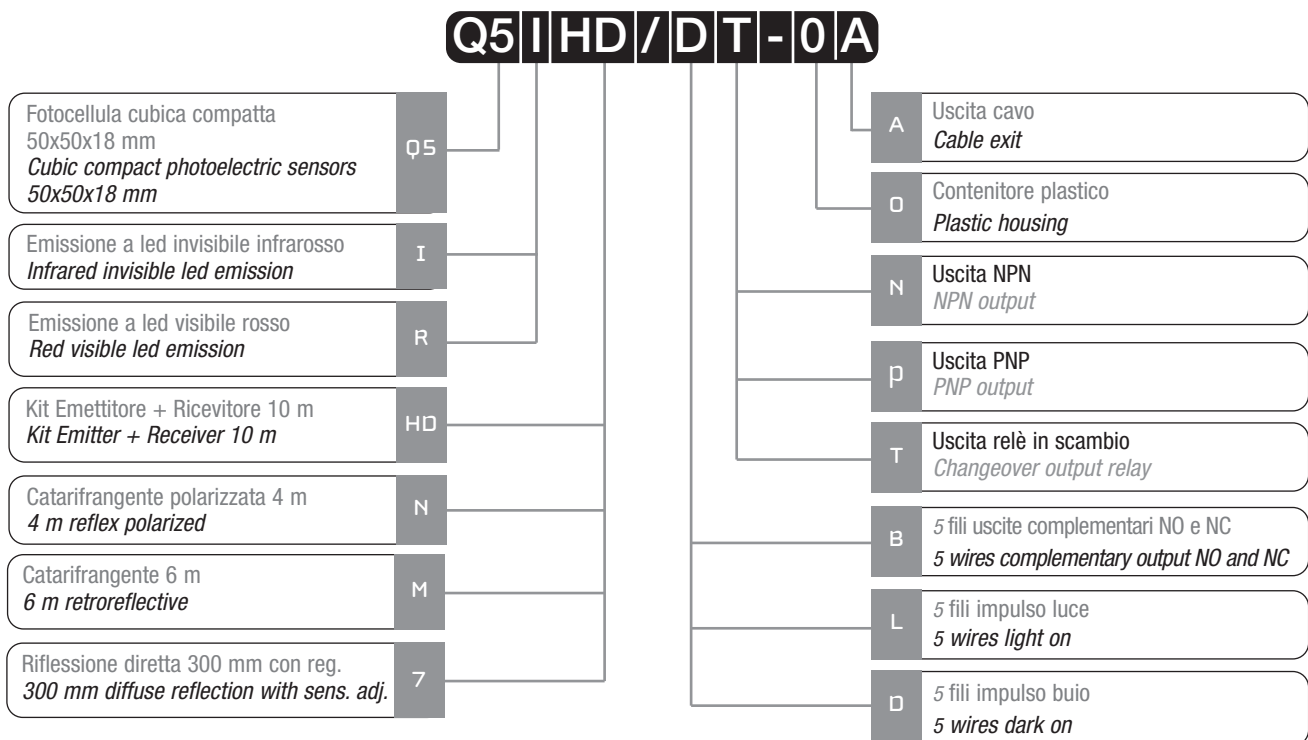 Q5IHD/DT-0A
Fotocellula cubica compatta
50x50x18 mm
Cubic compact photoelectric sensors
50x50x18 mm
Q5
Emissione a led invisibile infrarosso
Infrared invisible led emission
I
Emissione a led visibile rosso
Red visible led emission
R
Kit Emettitore + Ricevitore 10 m
Kit Emitter + Receiver 10 m
HD
Catarifrangente polarizzata 4 m
4 m reflex polarized
N
Catarifrangente 6 m
6 m retroreflective
M
Riflessione diretta 300 mm con reg.
300 mm diffuse reflection with sens. adj.
7
A
Uscita cavo
Cable exit
0
Contenitore plastico
Plastic housing
N
Uscita NPN
NPN output
P
Uscita PNP
PNP output
T
Uscita relè in scambio
Changeover output relay
B
5 fili uscite complementari NO e NC
5 wires complementary output NO and NC
L
5 fili impulso luce
5 wires light on
D
5 fili impulso buio
5 wires dark on